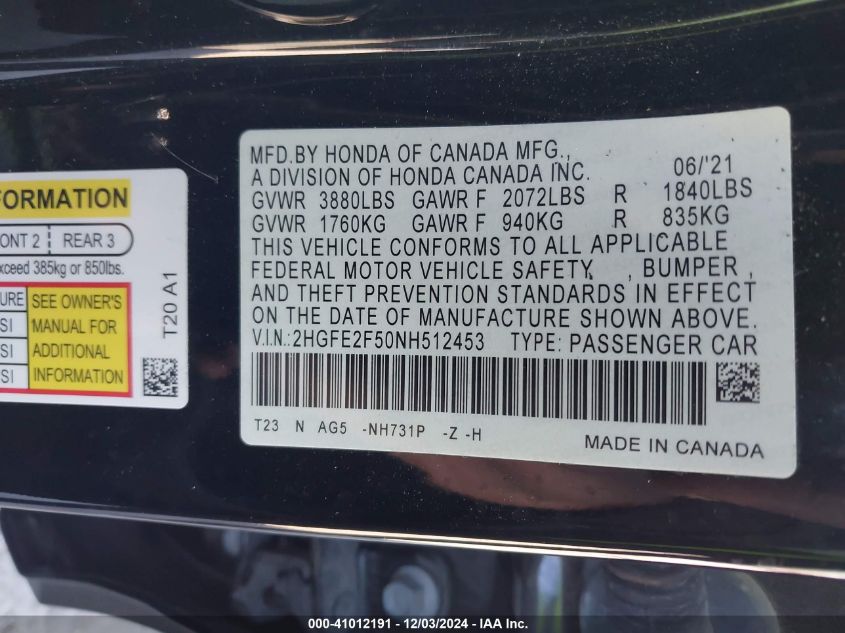 FORMATION
ONT 2 REAR 3
xceed 385kg or 850lbs.
URE SEE OWNER'S
SI MANUAL FOR
SI ADDITIONAL
SI INFORMATION
T20 A1
MFD.BY HONDA OF CANADA MFG.,
A DIVISION OF HONDA CANADA INC. 06/'21
GVWR 3880LBS GAWR F 2072LBS R 1840LBS
GVWR 1760KG GAWR F 940KG R 835KG
THIS VEHICLE CONFORMS TO ALL APPLICABLE
FEDERAL MOTOR VEHICLE SAFETY, , BUMPER ,
AND THEFT PREVENTION STANDARDS IN EFFECT
ON THE DATE OF MANUFACTURE SHOWN ABOVE.
V.I.N.:2HGFE2F50NH512453 TYPE: PASSENGER CAR
T23 N AG5 -NH731P -Z -H
MADE IN CANADA
000-41012191 - 12/03/2024 - IAA Inc.